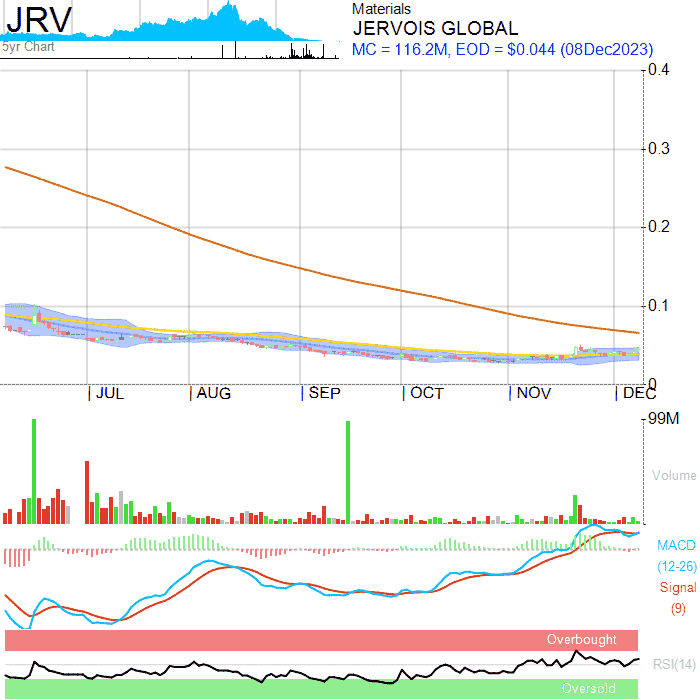 JRV
5yr Chart
Materials
JERVOIS GLOBAL
MC = 116.2M, EOD = $0.044 (08Dec2023)
0.4
0.3
0.2
0.1
0
JUL
AUG
SEP
OCT
NOV
DEC
99M
Volume
MACD
(12-26)
Signal
(9)
Overbought
RSI(14)
Oversold